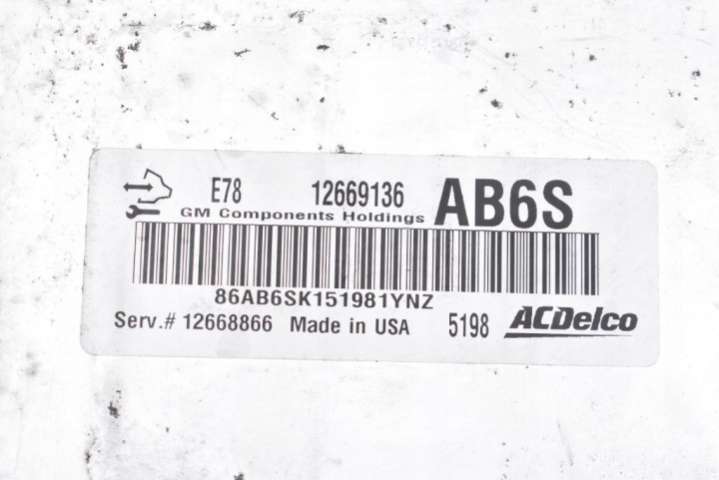 E78 12669136 AB6S
GM Components Holdings
86AB6SK151981YNZ
Serv.# 12668866 Made in USA 5198 ACDelco